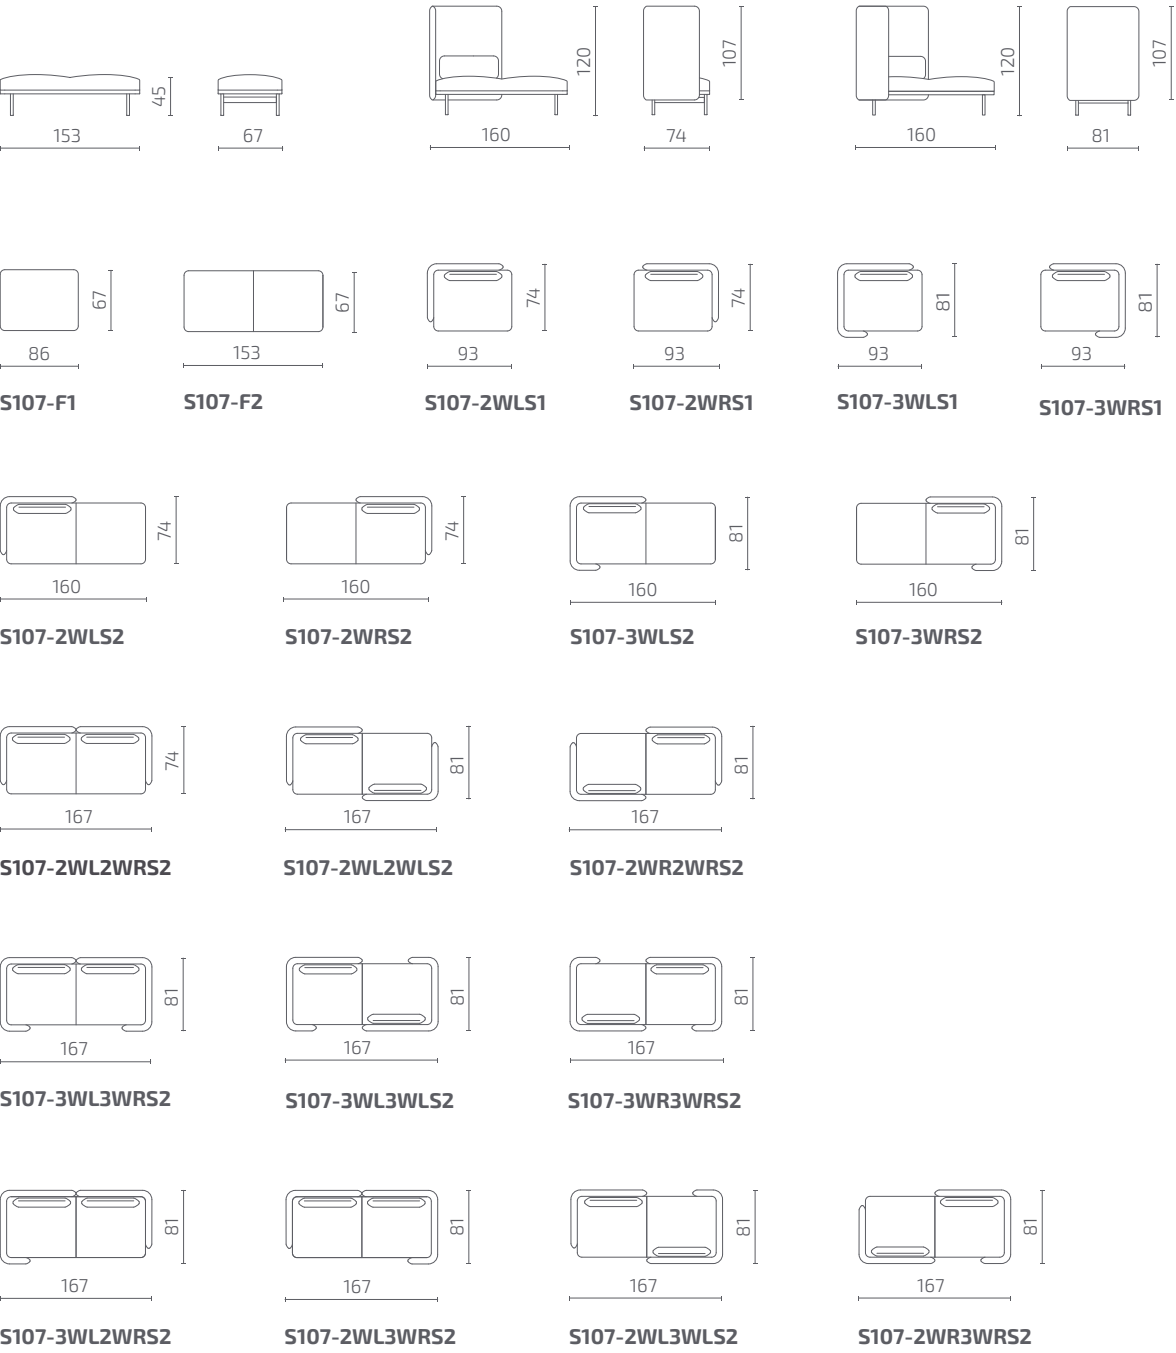 45
153
67
120
107
160
74
120
107
160
81
67
86
S107-F1
67
153
S107-F2
74
93
S107-2WLS1
74
93
S107-2WRS1
81
93
S107-3WLS1
81
93
S107-3WRS1
74
160
S107-2WLS2
74
160
S107-2WRS2
81
160
S107-3WLS2
81
160
S107-3WRS2
74
167
S107-2WL2WRS2
81
167
S107-2WL2WLS2
81
167
S107-2WR2WRS2
81
167
S107-3WL3WRS2
81
167
S107-3WL3WLS2
81
167
S107-3WR3WRS2
81
167
S107-3WL2WRS2
81
167
S107-2WL3WRS2
81
167
S107-2WL3WLS2
81
167
S107-2WR3WRS2